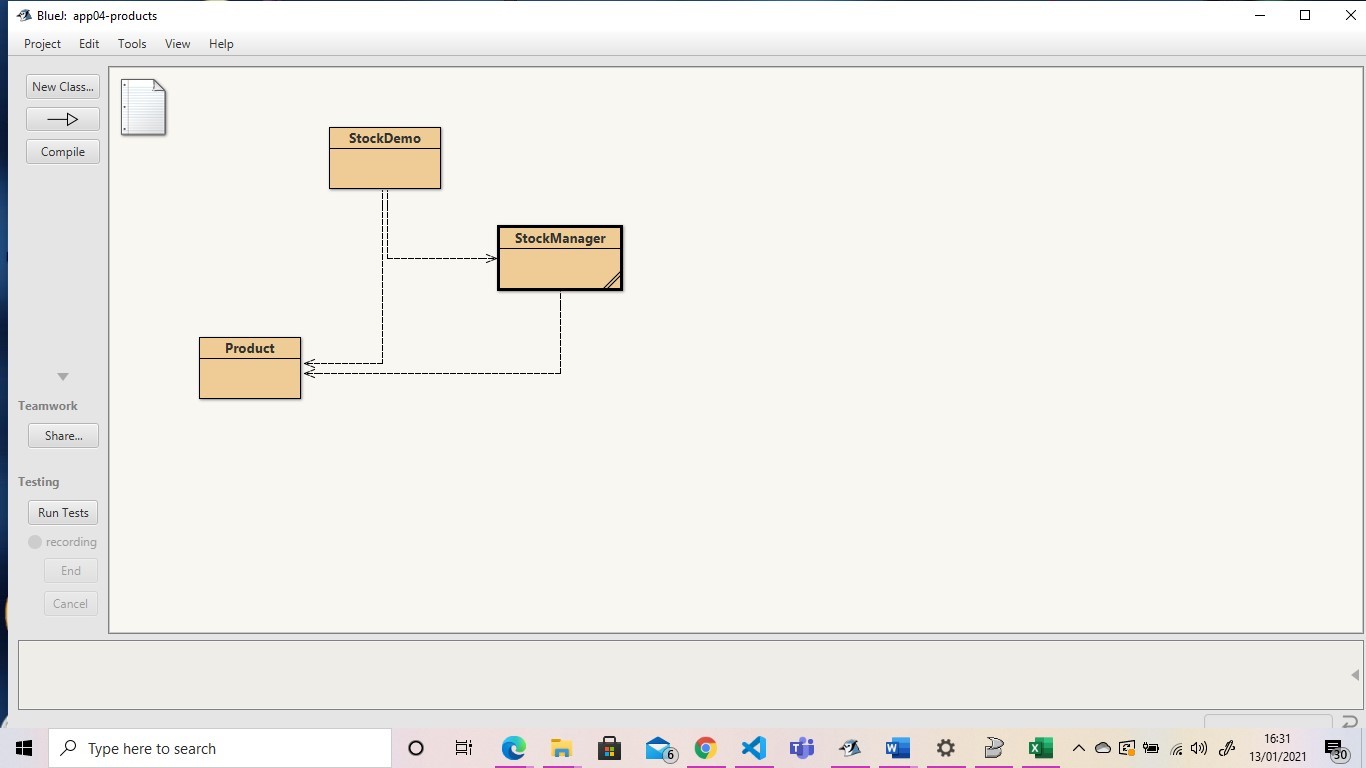 BlueJ: app04-products
Project Edit Tools View Help
New Class...
Compile
StockDemo
StockManager
Product
Teamwork
Share...
Testing
Run Tests
recording
End
Cancel
Type here to search
6
16:31
13/01/2021
30